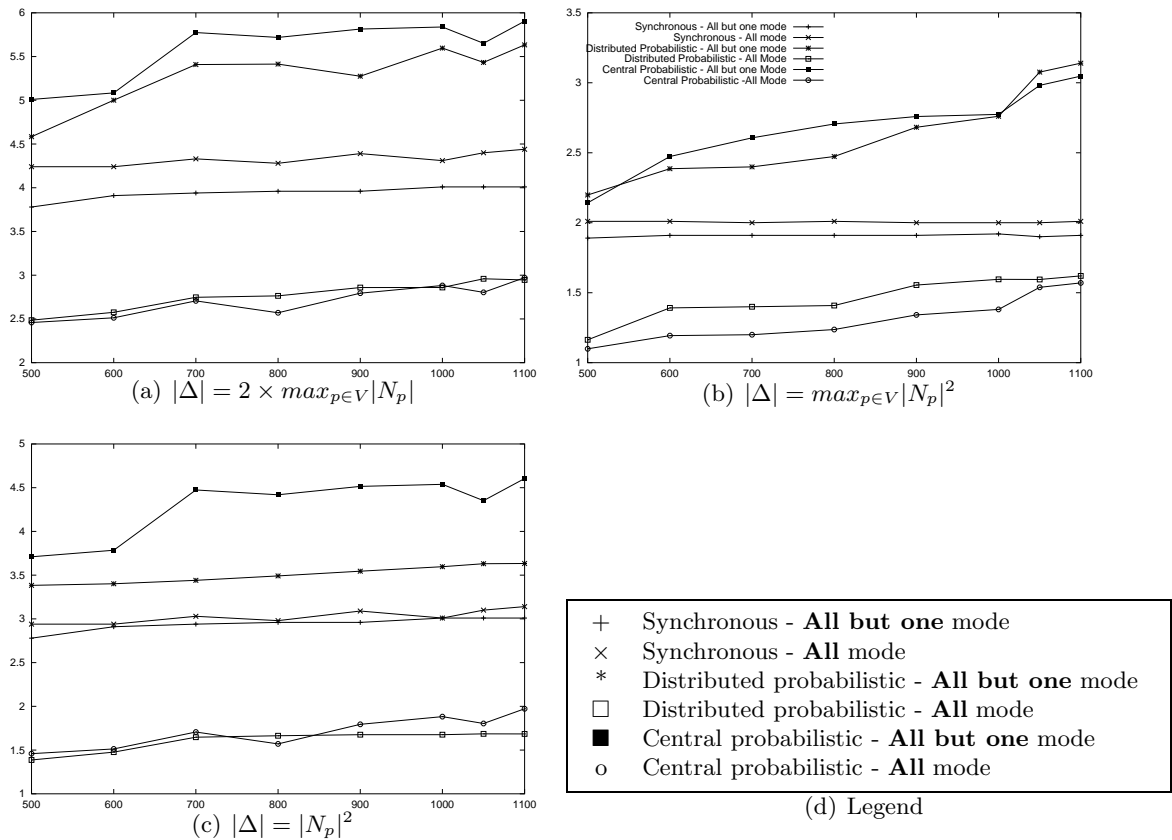 6
5.5
5
4.5
4
3.5
3
2.5
2
500 600 700 800 900 1000 1100
(a) |Δ| = 2 × max_{p∈V}|N_p|
3.5
3
2.5
2
1.5
1
Synchronous - All but one mode
Synchronous - All mode
Distributed Probabilistic - All but one mode
Distributed Probabilistic - All Mode
Central Probabilistic - All but one Mode
Central Probabilistic -All Mode
500 600 700 800 900 1000 1100
(b) |Δ| = max_{p∈V}|N_p|^2
5
4.5
4
3.5
3
2.5
2
1.5
1
500 600 700 800 900 1000 1100
(c) |Δ| = |N_p|^2
Synchronous - All but one mode
Synchronous - All mode
Distributed probabilistic - All but one mode
Distributed probabilistic - All mode
Central probabilistic - All but one mode
Central probabilistic - All mode
(d) Legend